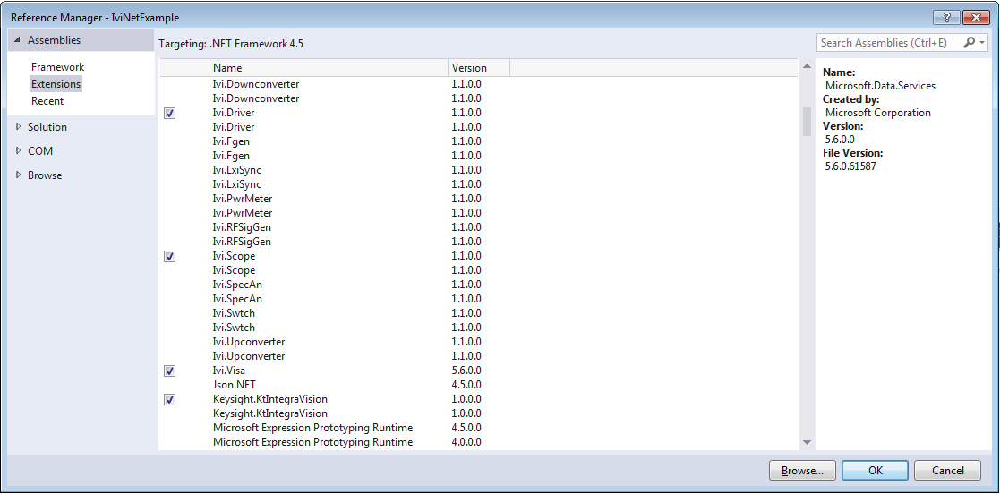 Reference Manager - IviNetExample
?
Assemblies
Framework
Extensions
Recent
Solution
COM
Browse
Targeting: .NET Framework 4.5
Search Assemblies (Ctrl+E)
Name Version
Ivi.Downconverter 1.1.0.0
Ivi.Downconverter 1.1.0.0
Ivi.Driver 1.1.0.0
Ivi.Driver 1.1.0.0
Ivi.Fgen 1.1.0.0
Ivi.Fgen 1.1.0.0
Ivi.LxiSync 1.1.0.0
Ivi.LxiSync 1.1.0.0
Ivi.PwrMeter 1.1.0.0
Ivi.PwrMeter 1.1.0.0
Ivi.RFSigGen 1.1.0.0
Ivi.RFSigGen 1.1.0.0
Ivi.Scope 1.1.0.0
Ivi.Scope 1.1.0.0
Ivi.SpecAn 1.1.0.0
Ivi.SpecAn 1.1.0.0
Ivi.Swtch 1.1.0.0
Ivi.Swtch 1.1.0.0
Ivi.Upconverter 1.1.0.0
Ivi.Upconverter 1.1.0.0
Ivi.Visa 5.6.0.0
Json.NET 4.5.0.0
Keysight.KtIntegraVision 1.0.0.0
Keysight.KtIntegraVision 1.0.0.0
Microsoft Expression Prototyping Runtime 4.5.0.0
Microsoft Expression Prototyping Runtime 4.0.0.0
Name:
Microsoft.Data.Services
Created by:
Microsoft Corporation
Version:
5.6.0.0
File Version:
5.6.0.61587
Browse...
OK
Cancel